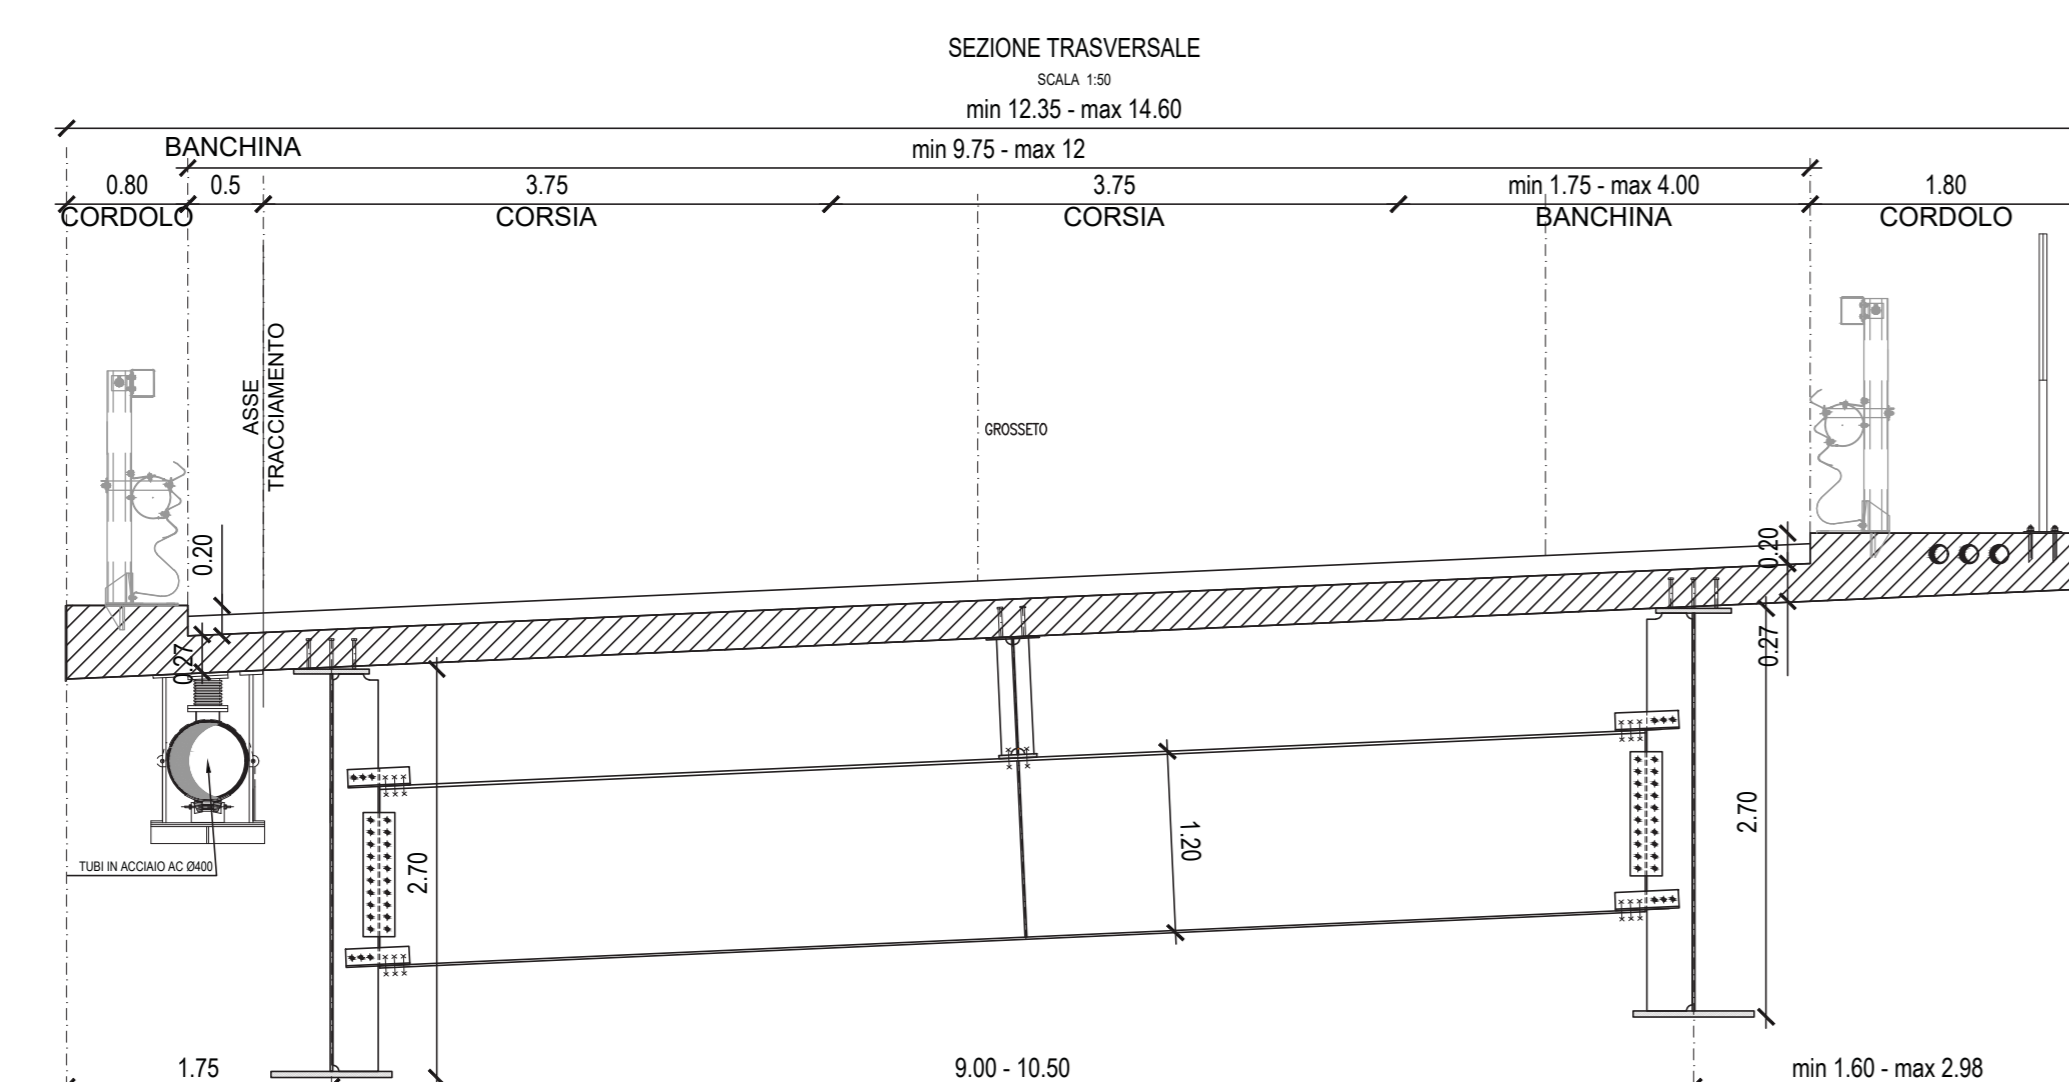 SEZIONE TRASVERSALE
SCALA 1:50
min 12.35 - max 14.60
BANCHINA
min 9.75 - max 12
0.80
0.5
3.75
3.75
min 1.75 - max 4.00
1.80
CORDOLO
CORSIA
CORSIA
BANCHINA
CORDOLO
ASSE
TRACCIAMENTO
GROSSETO
0.20
0.20
0.27
0.27
TUBI IN ACCIAIO AC Ø400
2.70
1.20
2.70
1.75
9.00 - 10.50
min 1.60 - max 2.98